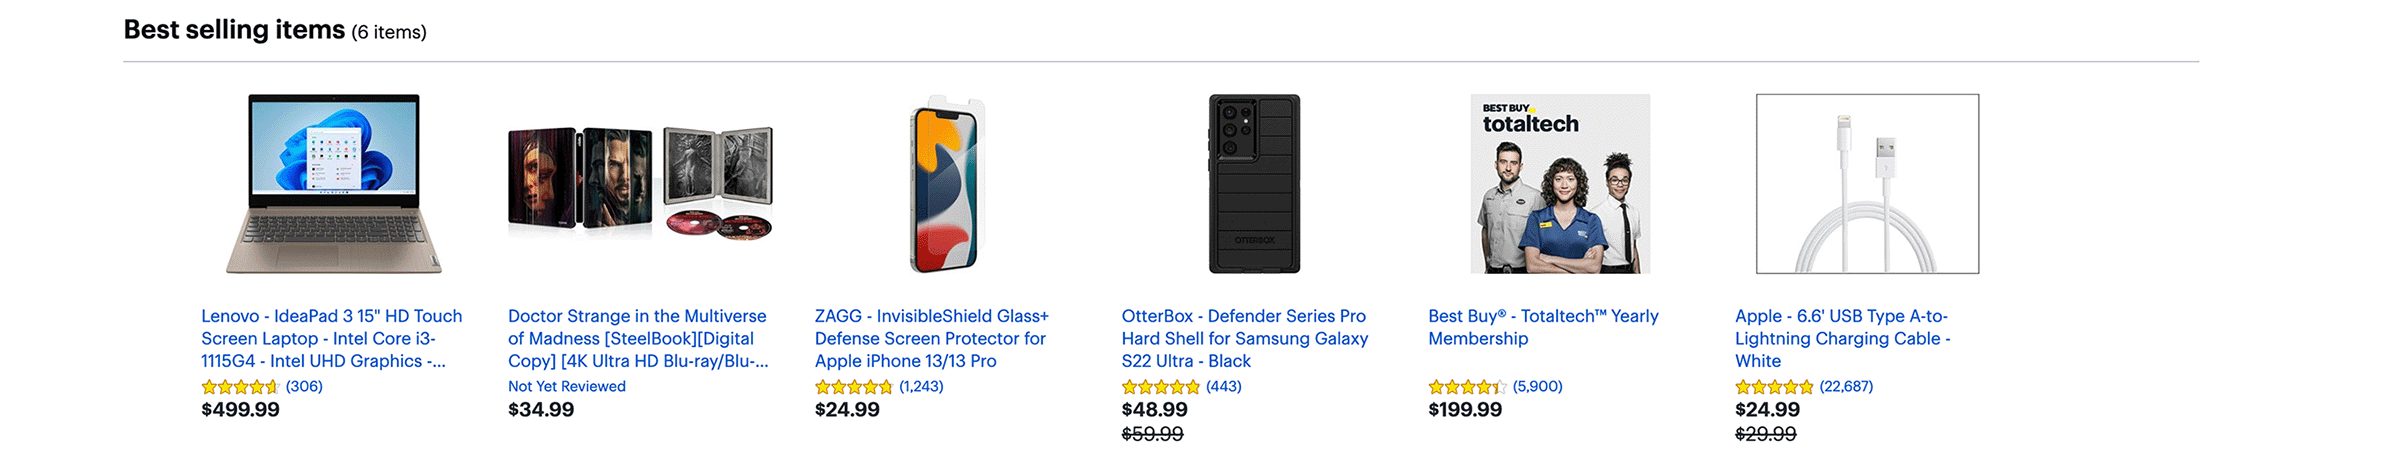 Best selling items (6 items)
BEST BUY
totaltech
OTTERBOX
Lenovo - IdeaPad 3 15" HD Touch
Screen Laptop - Intel Core i3-
1115G4 - Intel UHD Graphics -...
(306)
$499.99
Doctor Strange in the Multiverse
of Madness [SteelBook][Digital
Copy] [4K Ultra HD Blu-ray/Blu-...
Not Yet Reviewed
$34.99
ZAGG - InvisibleShield Glass+
Defense Screen Protector for
Apple iPhone 13/13 Pro
(1,243)
$24.99
OtterBox - Defender Series Pro
Hard Shell for Samsung Galaxy
S22 Ultra - Black
(443)
$48.99
$59.99
Best Buy® - Totaltech™ Yearly
Membership
(5,900)
$199.99
Apple - 6.6' USB Type A-to-
Lightning Charging Cable -
White
(22,687)
$24.99
$29.99